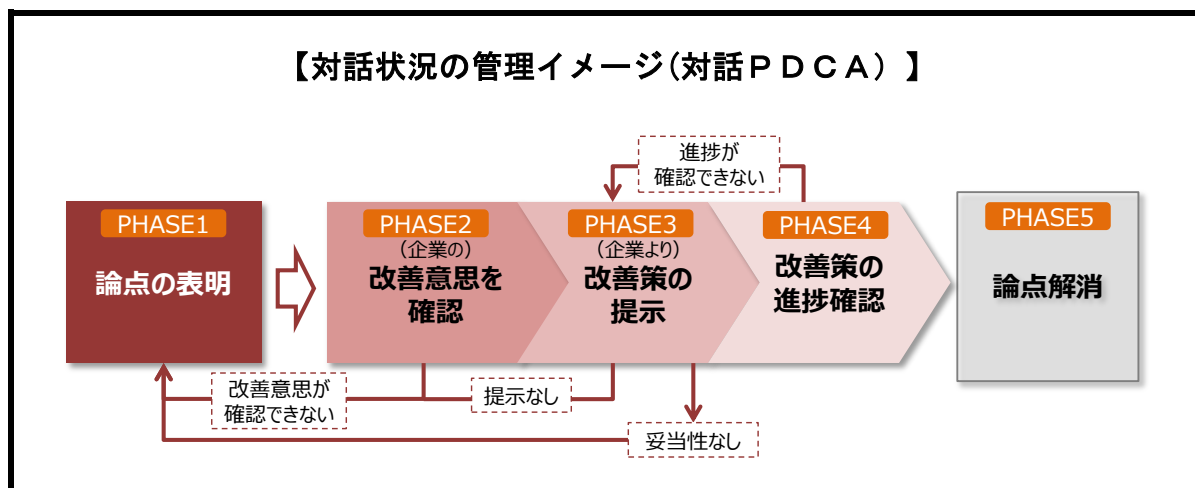 【対話状況の管理イメージ(対話ＰＤＣＡ）】
進捗が
確認できない
PHASE1
論点の表明
PHASE2
(企業の)
改善意思を
確認
PHASE3
(企業より)
改善策の
提示
PHASE4
改善策の
進捗確認
PHASE5
論点解消
改善意思が
確認できない
提示なし
妥当性なし